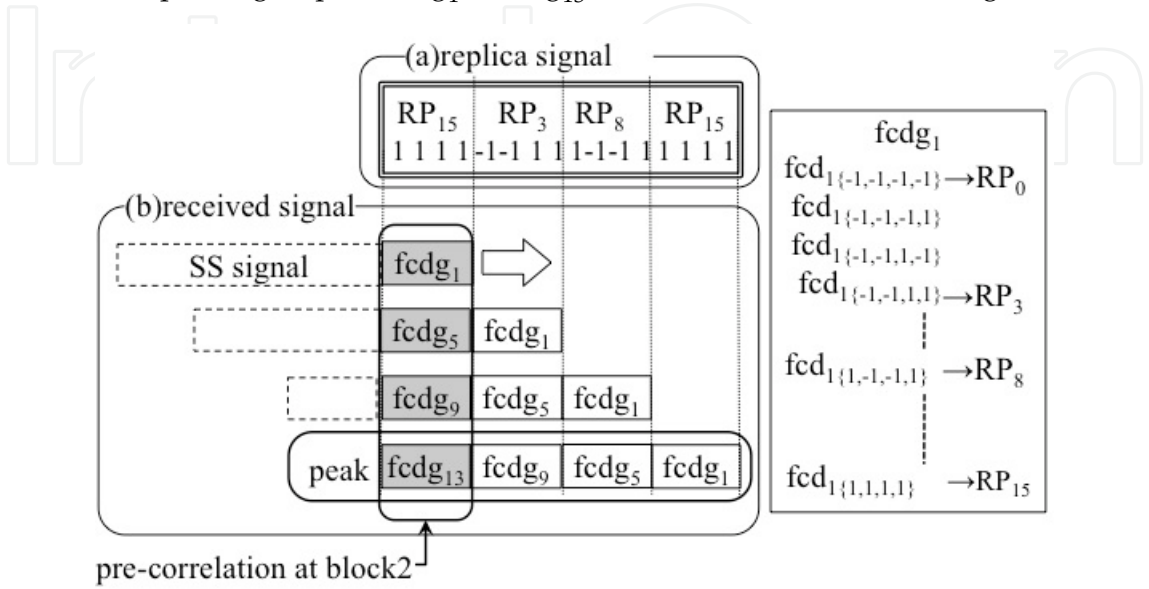 (a)replica signal
RP15 RP3 RP8 RP15
1 1 1 1 -1-1 1 1 1-1-1 1 1 1 1 1
(b)received signal
SS signal fcdg1
fcdg5 fcdg1
fcdg9 fcdg5 fcdg1
peak fcdg13 fcdg9 fcdg5 fcdg1
pre-correlation at block2
fcdg1
fcd1{-1,-1,-1,-1}→RP0
fcd1{-1,-1,-1,1}
fcd1{-1,-1,1,-1}
fcd1{-1,-1,1,1}→RP3
fcd1{1,-1,-1,1} →RP8
fcd1{1,1,1,1} →RP15